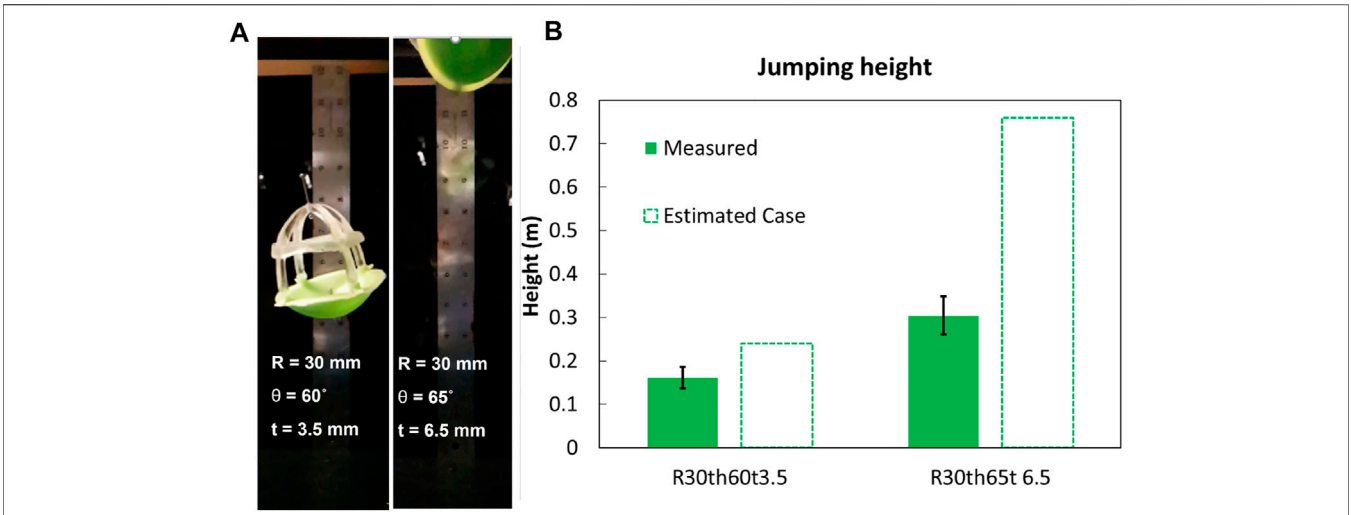 A
R = 30 mm
θ = 60°
t = 3.5 mm
R = 30 mm
θ = 65°
t = 6.5 mm
B
Jumping height
Height (m)
0.8
0.7
0.6
0.5
0.4
0.3
0.2
0.1
0
Measured
Estimated Case
R30th60t3.5
R30th65t 6.5